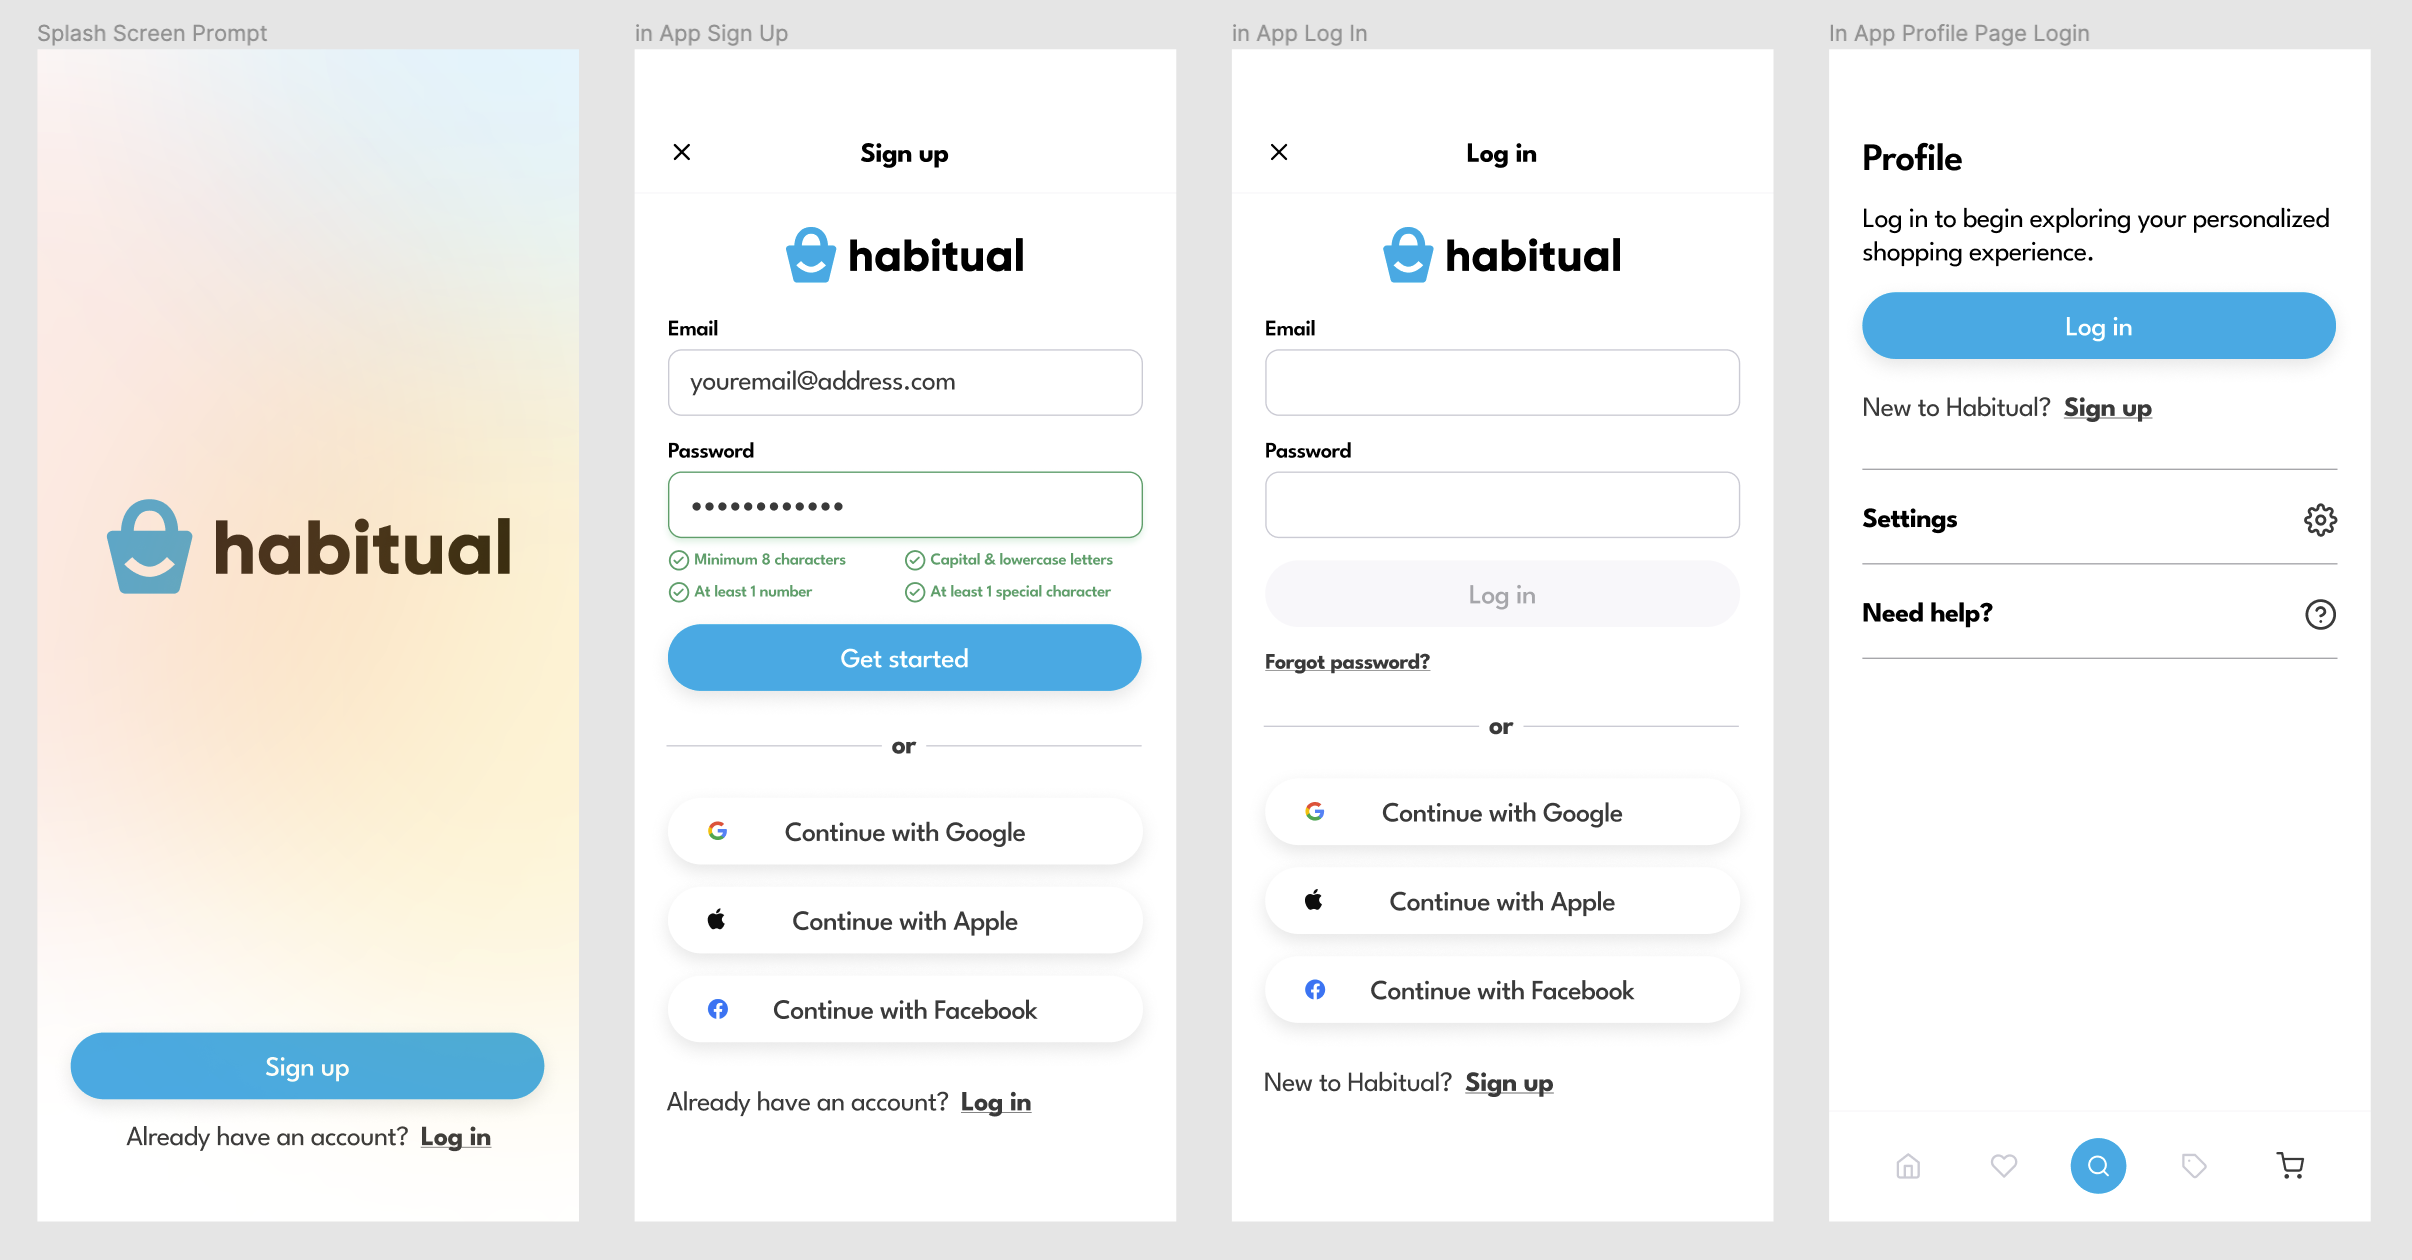 Splash Screen Prompt
habitual
Sign up
Already have an account? Log in
in App Sign Up
Sign up
habitual
Email
youremail@address.com
Password
Minimum 8 characters
Capital & lowercase letters
At least 1 number
At least 1 special character
Get started
or
Continue with Google
Continue with Apple
Continue with Facebook
Already have an account? Log in
in App Log In
Log in
habitual
Email
Password
Log in
Forgot password?
or
Continue with Google
Continue with Apple
Continue with Facebook
New to Habitual? Sign up
In App Profile Page Login
Profile
Log in to begin exploring your personalized
shopping experience.
Log in
New to Habitual? Sign up
Settings
Need help?